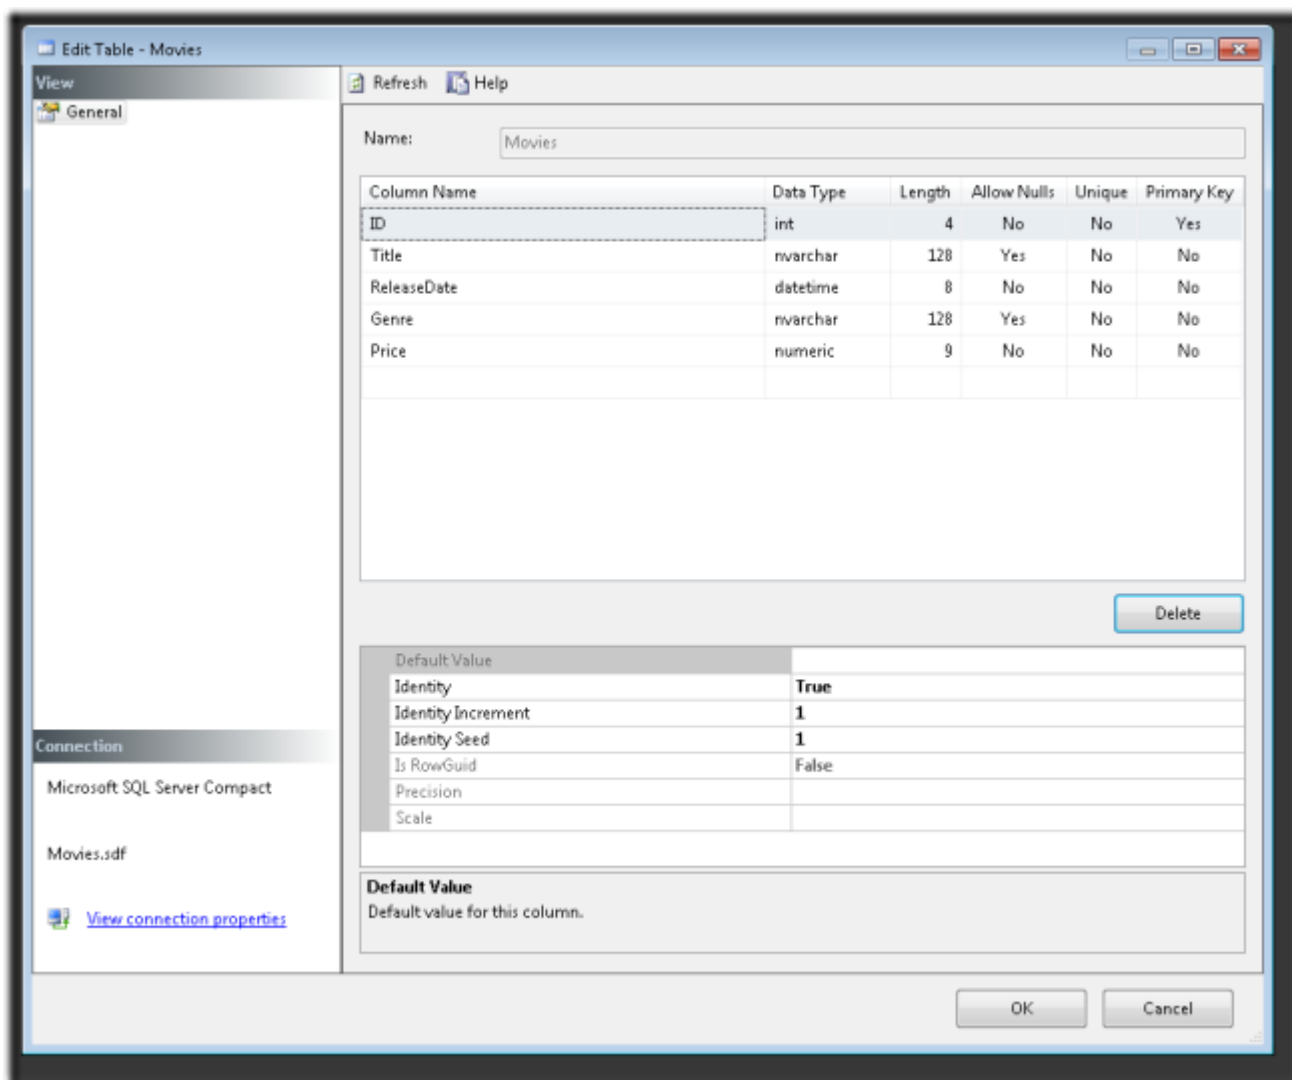 Edit Table - Movies
View
General
Refresh Help
Name: Movies
Column Name Data Type Length Allow Nulls Unique Primary Key
ID int 4 No No Yes
Title nvarchar 128 Yes No No
ReleaseDate datetime 8 No No No
Genre nvarchar 128 Yes No No
Price numeric 9 No No No
Delete
Default Value
Identity True
Identity Increment 1
Identity Seed 1
Is RowGuid False
Precision
Scale
Default Value
Default value for this column.
Connection
Microsoft SQL Server Compact
Movies.sdf
View connection properties
OK Cancel